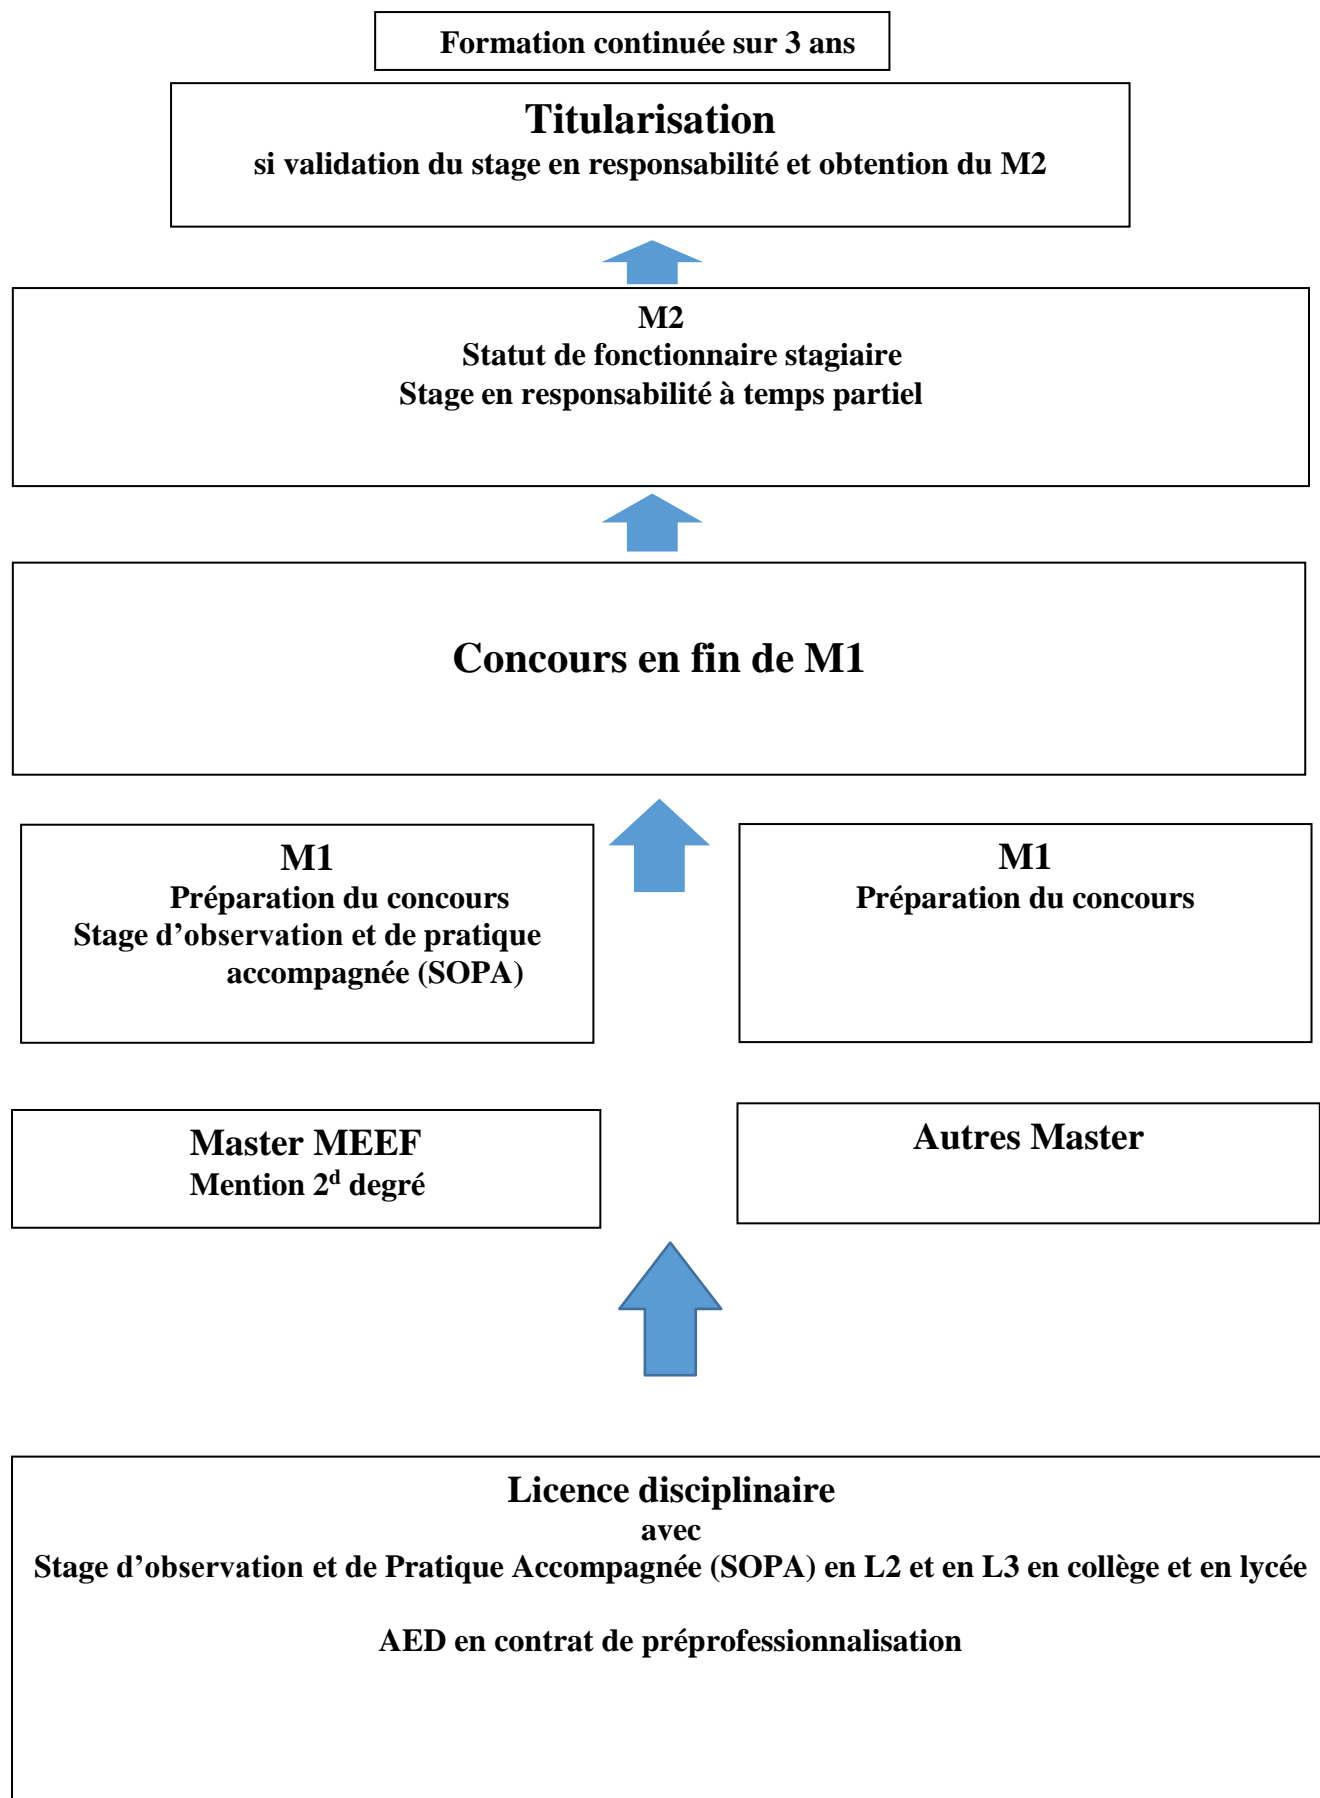 Formation continuée sur 3 ans
Titularisation
si validation du stage en responsabilité et obtention du M2
M2
Statut de fonctionnaire stagiaire
Stage en responsabilité à temps partiel
Concours en fin de M1
M1
Préparation du concours
Stage d’observation et de pratique
accompagnée (SOPA)
M1
Préparation du concours
Master MEEF
Mention 2d degré
Autres Master
Licence disciplinaire
avec
Stage d’observation et de Pratique Accompagnée (SOPA) en L2 et en L3 en collège et en lycée
AED en contrat de préprofessionnalisation